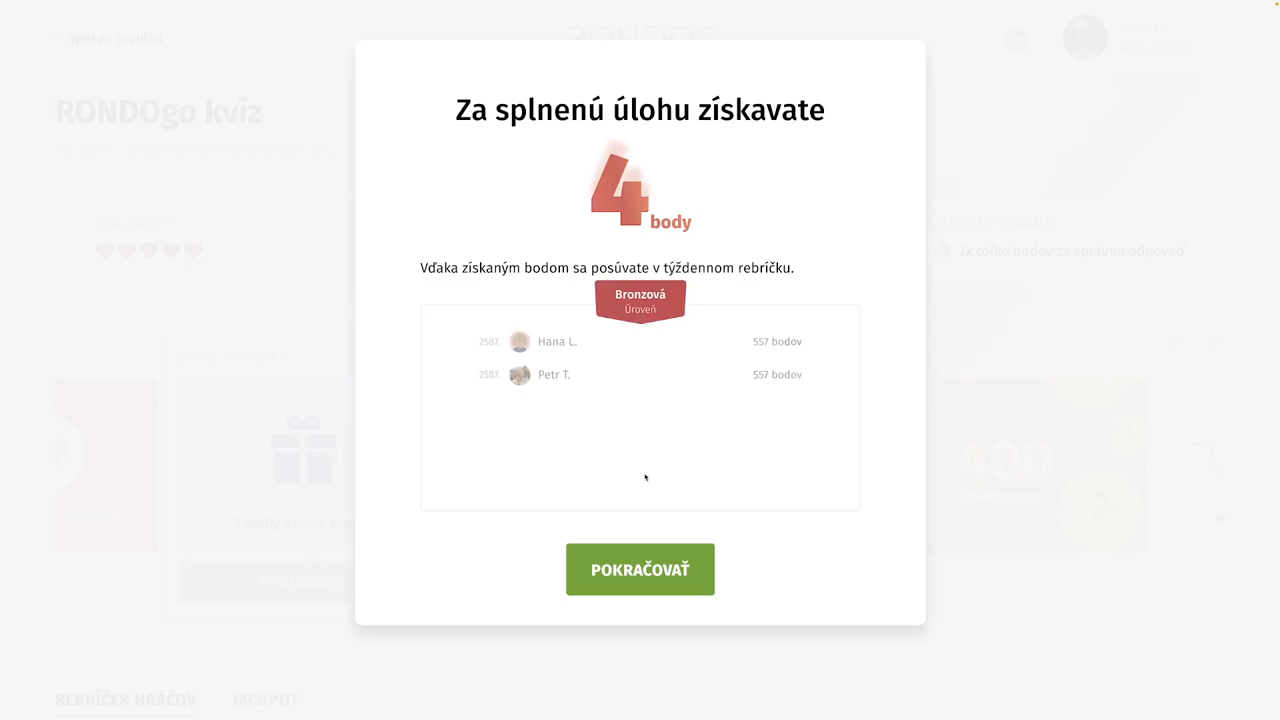 Späť na prehľad
RONDO
RONDOgo kvíz
Za splnenú úlohu získavate
4 body
Vďaka získaným bodom sa posúvate v týždennom rebríčku.
Bronzová
Úroveň
2587. Hana L. 557 bodov
2587. Petr T. 557 bodov
2x toľko bodov za správnu odpoveď
400
POKRAČOVAŤ
REBRÍČEK HRÁČOV JACKPOT